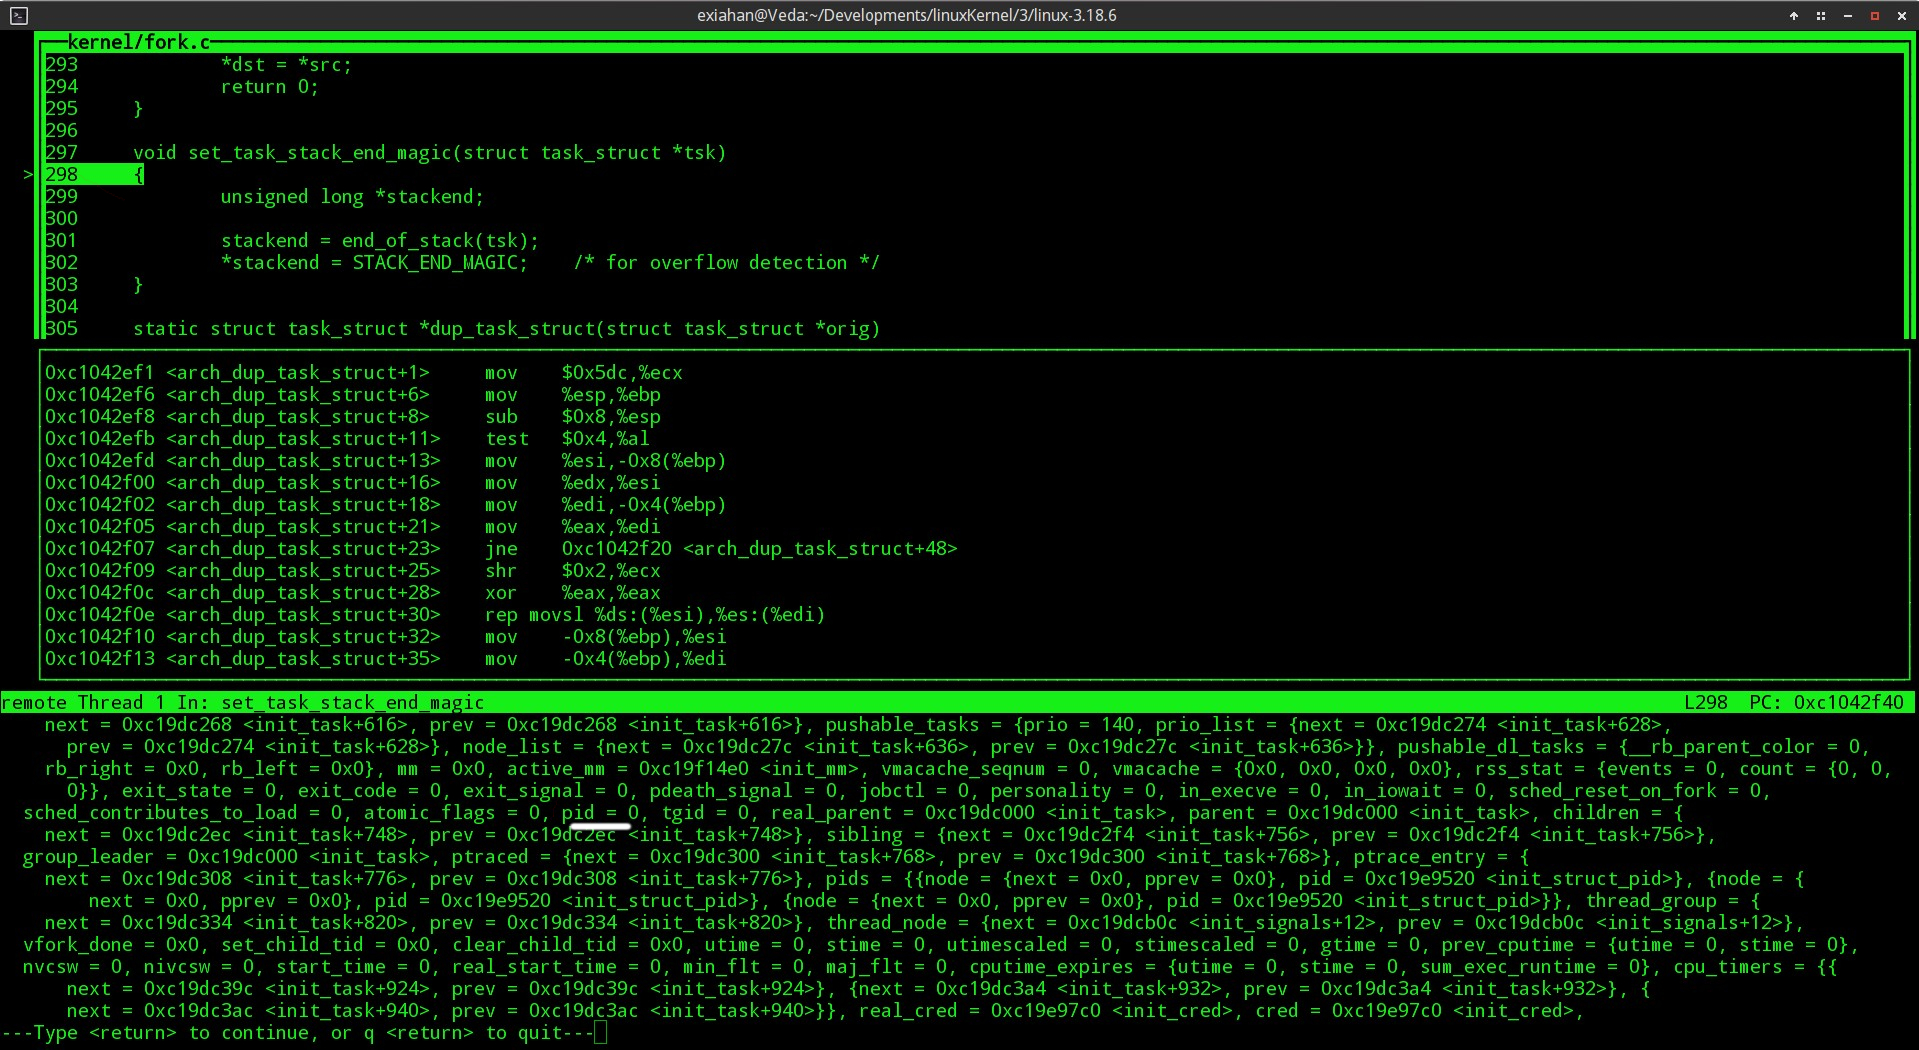 exiahan@Veda:~/Developments/linuxKernel/3/linux-3.18.6
kernel/fork.c
293 *dst = *src;
294 return 0;
295 }
296
297 void set_task_stack_end_magic(struct task_struct *tsk)
> 298 {
299 unsigned long *stackend;
300
301 stackend = end_of_stack(tsk);
302 *stackend = STACK_END_MAGIC; /* for overflow detection */
303 }
304
305 static struct task_struct *dup_task_struct(struct task_struct *orig)
0xc1042ef1 <arch_dup_task_struct+1> mov $0x5dc,%ecx
0xc1042ef6 <arch_dup_task_struct+6> mov %esp,%ebp
0xc1042ef8 <arch_dup_task_struct+8> sub $0x8,%esp
0xc1042efb <arch_dup_task_struct+11> test $0x4,%al
0xc1042efd <arch_dup_task_struct+13> mov %esi,-0x8(%ebp)
0xc1042f00 <arch_dup_task_struct+16> mov %edx,%esi
0xc1042f02 <arch_dup_task_struct+18> mov %edi,-0x4(%ebp)
0xc1042f05 <arch_dup_task_struct+21> mov %eax,%edi
0xc1042f07 <arch_dup_task_struct+23> jne 0xc1042f20 <arch_dup_task_struct+48>
0xc1042f09 <arch_dup_task_struct+25> shr $0x2,%ecx
0xc1042f0c <arch_dup_task_struct+28> xor %eax,%eax
0xc1042f0e <arch_dup_task_struct+30> rep movsl %ds:(%esi),%es:(%edi)
0xc1042f10 <arch_dup_task_struct+32> mov -0x8(%ebp),%esi
0xc1042f13 <arch_dup_task_struct+35> mov -0x4(%ebp),%edi
remote Thread 1 In: set_task_stack_end_magic L298 PC: 0xc1042f40
next = 0xc19dc268 <init_task+616>, prev = 0xc19dc268 <init_task+616>}, pushable_tasks = {prio = 140, prio_list = {next = 0xc19dc274 <init_task+628>,
prev = 0xc19dc274 <init_task+628>}, node_list = {next = 0xc19dc27c <init_task+636>, prev = 0xc19dc27c <init_task+636>}}, pushable_dl_tasks = {__rb_parent_color = 0,
rb_right = 0x0, rb_left = 0x0}, mm = 0x0, active_mm = 0xc19f14e0 <init_mm>, vmacache_seqnum = 0, vmacache = {0x0, 0x0, 0x0, 0x0}, rss_stat = {events = 0, count = {0, 0,
0}}, exit_state = 0, exit_code = 0, exit_signal = 0, pdeath_signal = 0, jobctl = 0, personality = 0, in_execve = 0, in_iowait = 0, sched_reset_on_fork = 0,
sched_contributes_to_load = 0, atomic_flags = 0, pid = 0, tgid = 0, real_parent = 0xc19dc000 <init_task>, parent = 0xc19dc000 <init_task>, children = {
next = 0xc19dc2ec <init_task+748>, prev = 0xc19dc2ec <init_task+748>}, sibling = {next = 0xc19dc2f4 <init_task+756>, prev = 0xc19dc2f4 <init_task+756>},
group_leader = 0xc19dc000 <init_task>, ptraced = {next = 0xc19dc300 <init_task+768>, prev = 0xc19dc300 <init_task+768>}, ptrace_entry = {
next = 0xc19dc308 <init_task+776>, prev = 0xc19dc308 <init_task+776>}, pids = {{node = {next = 0x0, pprev = 0x0}, pid = 0xc19e9520 <init_struct_pid>}, {node = {
next = 0x0, pprev = 0x0}, pid = 0xc19e9520 <init_struct_pid>}, {node = {next = 0x0, pprev = 0x0}, pid = 0xc19e9520 <init_struct_pid>}}, thread_group = {
next = 0xc19dc334 <init_task+820>, prev = 0xc19dc334 <init_task+820>}, thread_node = {next = 0xc19dcb0c <init_signals+12>, prev = 0xc19dcb0c <init_signals+12>},
vfork_done = 0x0, set_child_tid = 0x0, clear_child_tid = 0x0, utime = 0, stime = 0, utimescaled = 0, stimescaled = 0, gtime = 0, prev_cputime = {utime = 0, stime = 0},
nvcsw = 0, nivcsw = 0, start_time = 0, real_start_time = 0, min_flt = 0, maj_flt = 0, cputime_expires = {utime = 0, stime = 0, sum_exec_runtime = 0}, cpu_timers = {{
next = 0xc19dc39c <init_task+924>, prev = 0xc19dc39c <init_task+924>}, {next = 0xc19dc3a4 <init_task+932>, prev = 0xc19dc3a4 <init_task+932>}, {
next = 0xc19dc3ac <init_task+940>, prev = 0xc19dc3ac <init_task+940>}}, real_cred = 0xc19e97c0 <init_cred>, cred = 0xc19e97c0 <init_cred>,
---Type <return> to continue, or q <return> to quit---